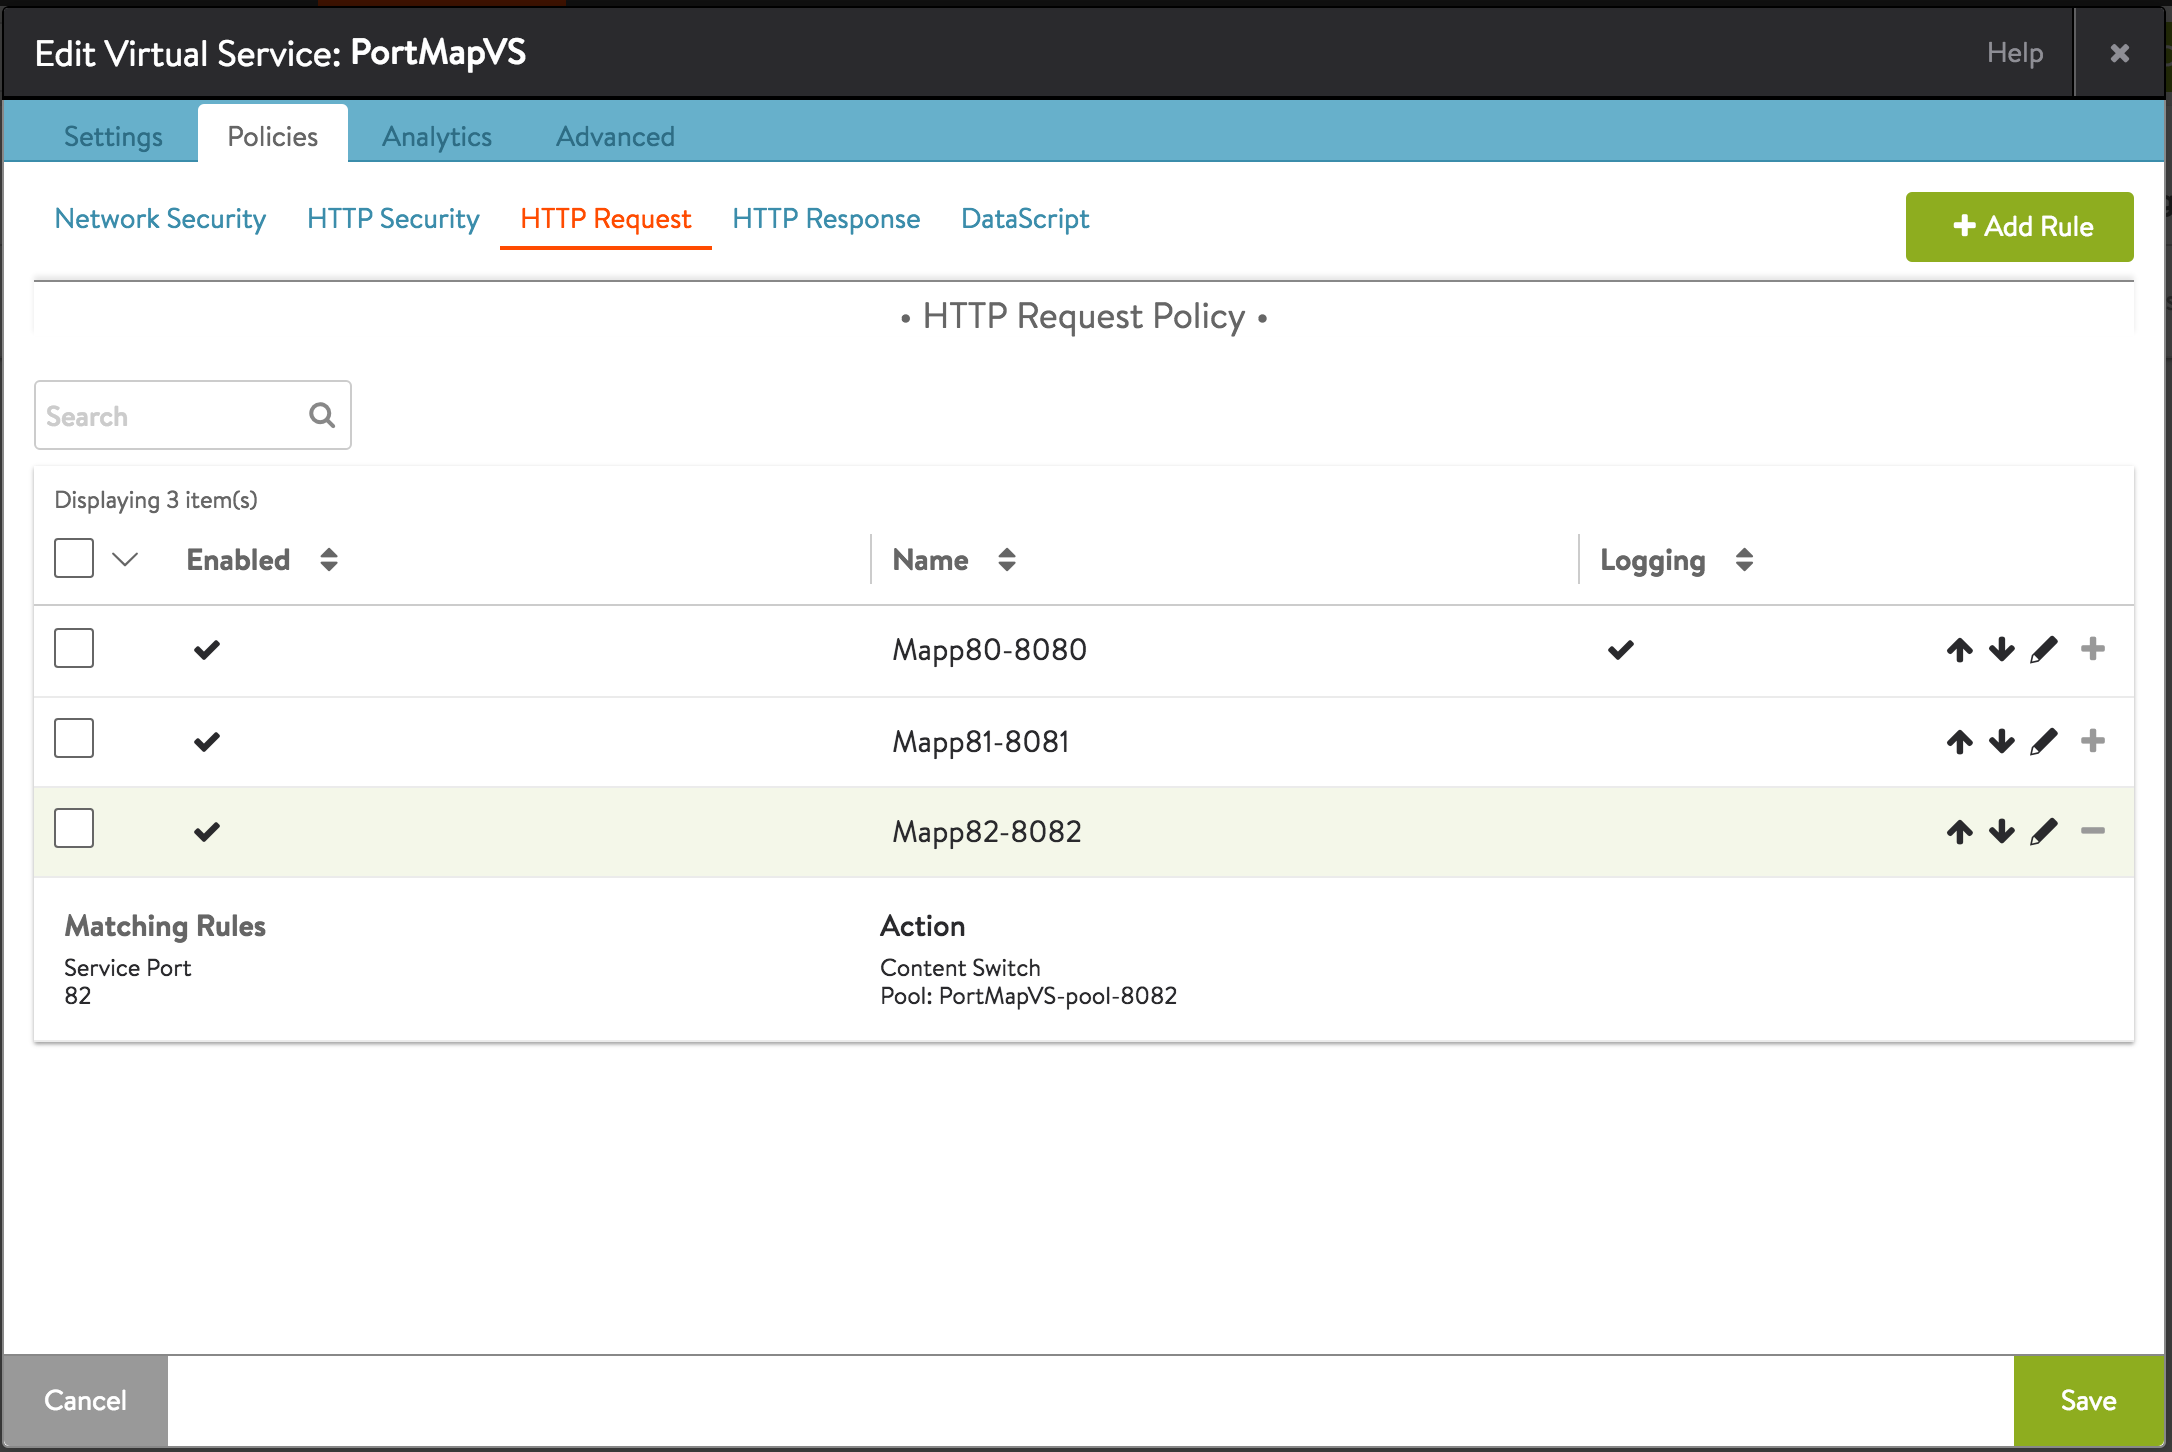 Edit Virtual Service: PortMapVS
Help
Settings
Policies
Analytics
Advanced
Network Security
HTTP Security
HTTP Request
HTTP Response
DataScript
Add Rule
• HTTP Request Policy •
Search
Displaying 3 item(s)
Enabled
Name
Logging
Mapp80-8080
Mapp81-8081
Mapp82-8082
Matching Rules
Service Port
82
Action
Content Switch
Pool: PortMapVS-pool-8082
Cancel
Save